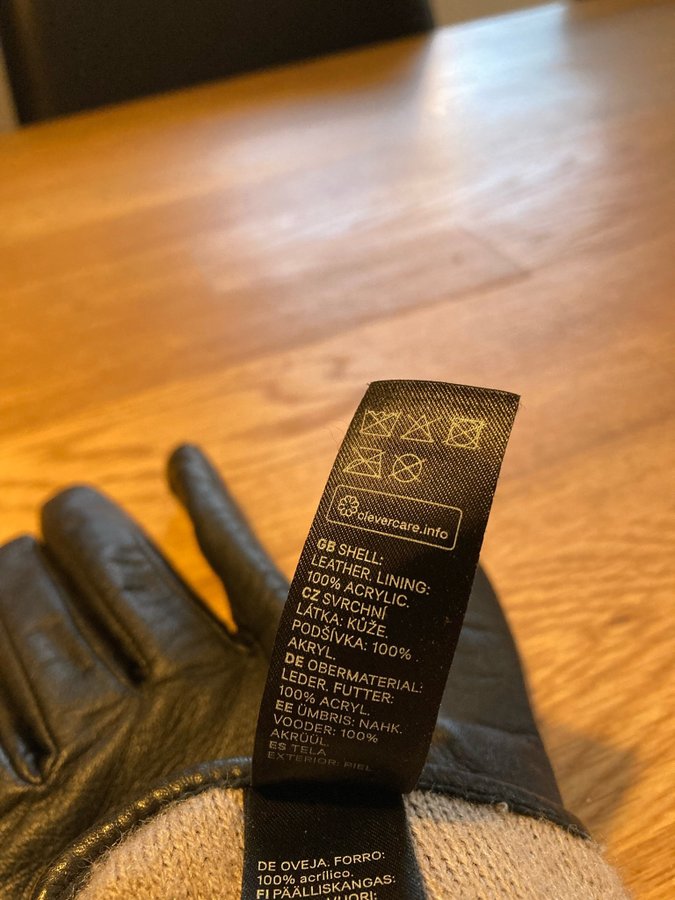 clevercare.info
GB SHELL:
LEATHER. LINING:
100% ACRYLIC.
CZ SVRCHNÍ
LÁTKA: KŮŽE.
PODŠÍVKA: 100%
AKRYL.
DE OBERMATERIAL:
LEDER. FUTTER:
100% ACRYL.
EE ÜMBRIS: NAHK.
VOODER: 100%
AKRÜÜL.
ES TELA
EXTERIOR: PIEL
DE OVEJA. FORRO:
100% acrílico.
FI PÄÄLLISKANGAS:
VUORI: